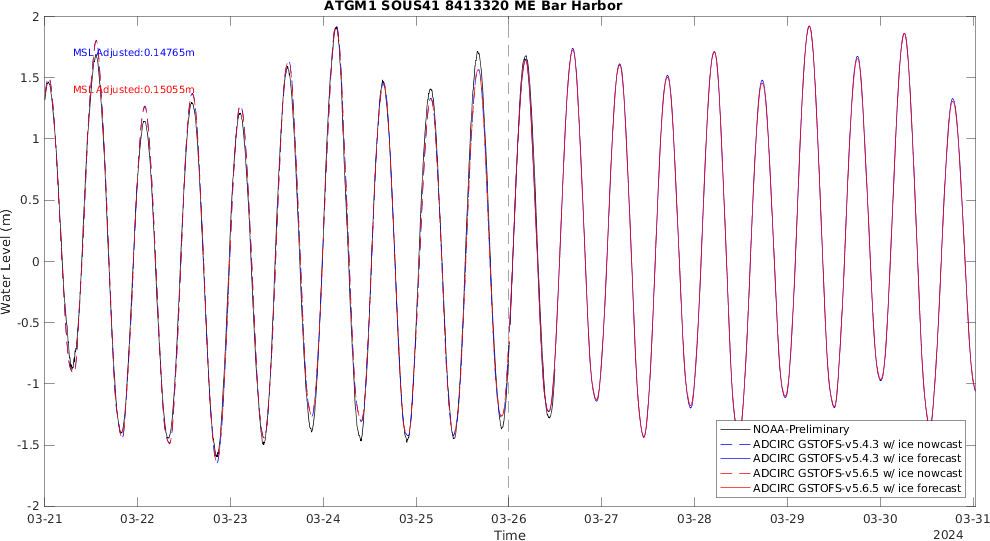 ATGM1 SOUS41 8413320 ME Bar Harbor
MSL Adjusted:0.14765m
MSL Adjusted:0.15055m
Water Level (m)
2
1.5
1
0.5
0
-0.5
-1
-1.5
-2
NOAA-Preliminary
ADCIRC GSTOFS-v5.4.3 w/ ice nowcast
ADCIRC GSTOFS-v5.4.3 w/ ice forecast
ADCIRC GSTOFS-v5.6.5 w/ ice nowcast
ADCIRC GSTOFS-v5.6.5 w/ ice forecast
03-21 03-22 03-23 03-24 03-25 03-26 03-27 03-28 03-29 03-30 03-31
Time
2024